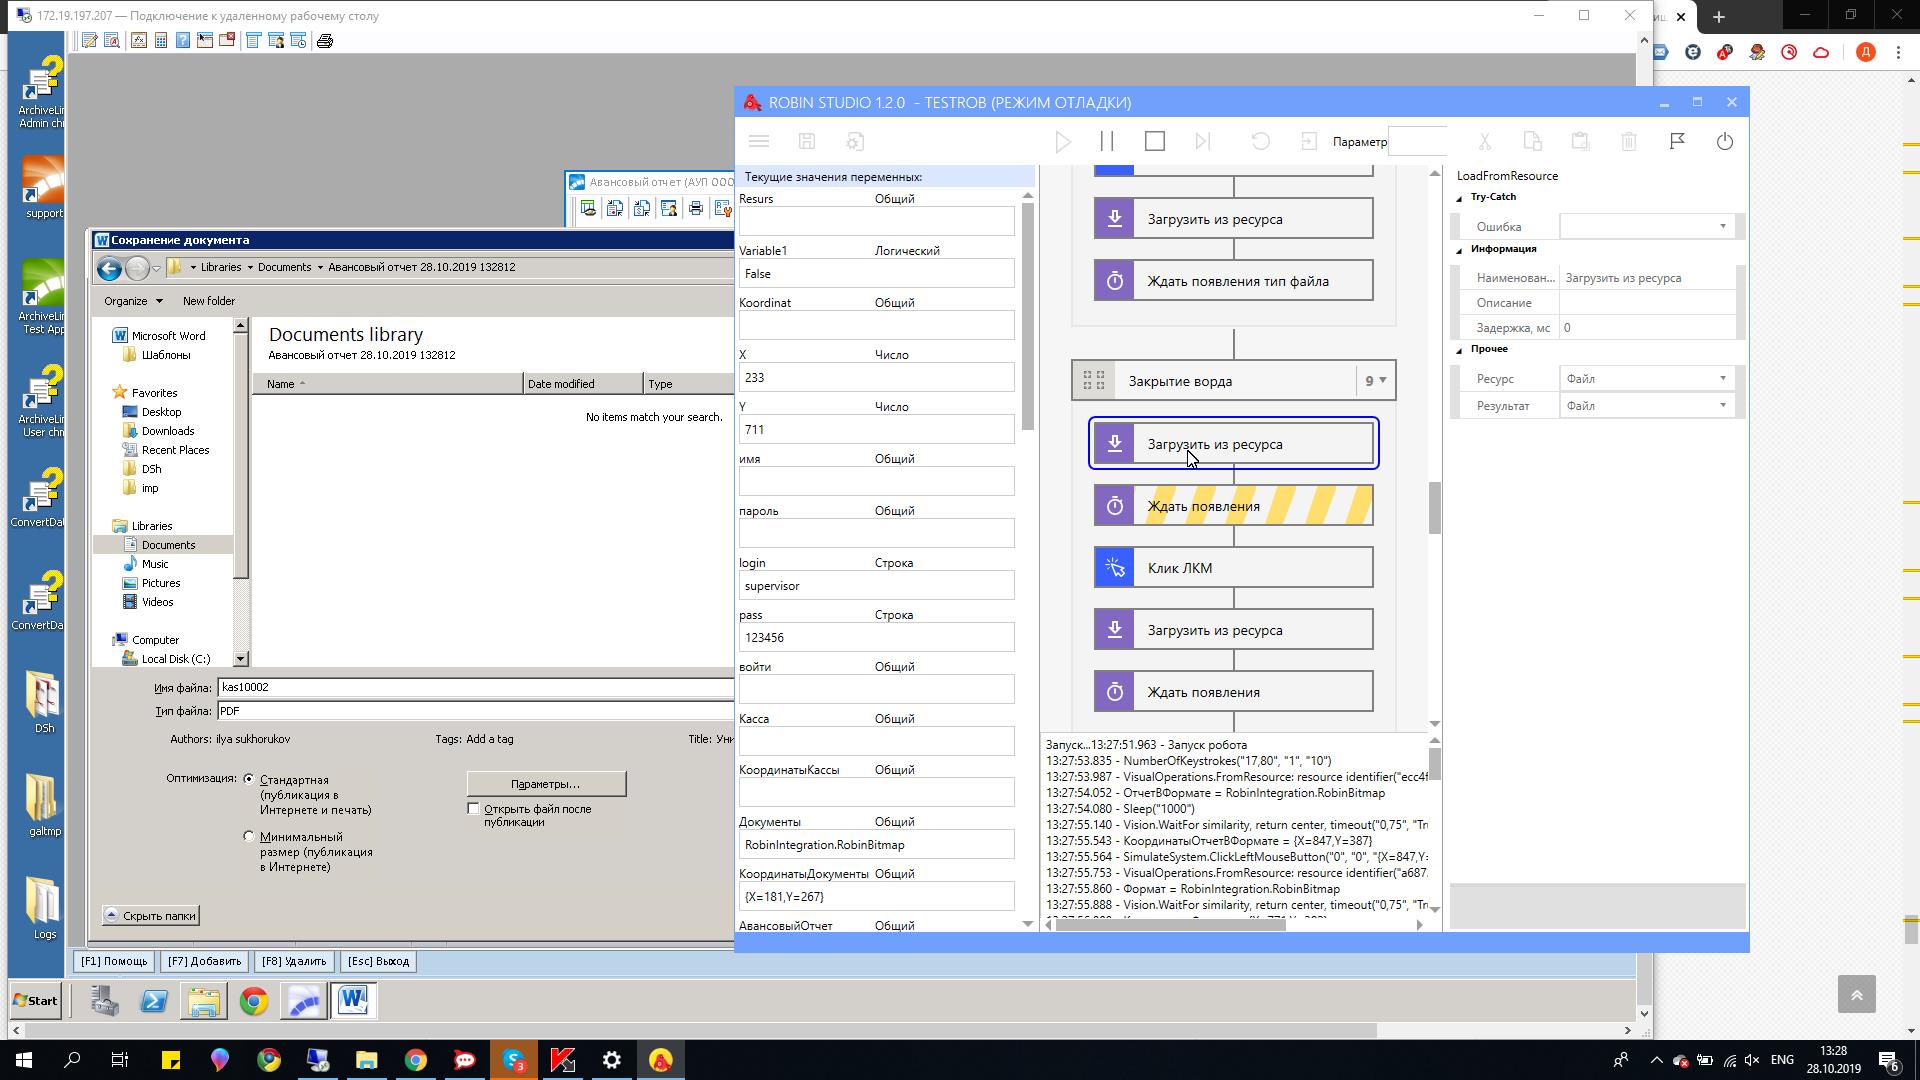 172.19.197.207 — Подключение к удаленному рабочему столу
ROBIN STUDIO 1.2.0 - TESTROB (РЕЖИМ ОТЛАДКИ)
Параметр
Авансовый отчет (АУП ООО
Сохранение документа
Libraries
Documents
Авансовый отчет 28.10.2019 132812
Organize
New folder
Microsoft Word
Шаблоны
Favorites
Desktop
Downloads
Recent Places
DSh
imp
Libraries
Documents
Music
Pictures
Videos
Computer
Local Disk (C:)
Documents library
Авансовый отчет 28.10.2019 132812
Name
Date modified
Type
No items match your search.
Имя файла: kas10002
Тип файла: PDF
Authors: ilya sukhorukov
Tags: Add a tag
Title:
Оптимизация:
Стандартная
(публикация в
Интернете и печать)
Минимальный
размер (публикация
в Интернете)
Параметры...
Открыть файл после
публикации
Скрыть папки
[F1] Помощь
[F7] Добавить
[F8] Удалить
[Esc] Выход
ArchiveLin
Admin chr
support
ArchiveLin
Test App
ArchiveLin
User chm
ConvertDa
ConvertDa
DSh
galtmp
Logs
Start
Текущие значения переменных:
Resurs Общий
Variable1 Логический
False
Koordinat Общий
X Число
233
Y Число
711
имя Общий
пароль Общий
login Строка
supervisor
pass Строка
123456
войти Общий
Касса Общий
КоординатыКассы Общий
Документы Общий
RobinIntegration.RobinBitmap
КоординатыДокументы Общий
{X=181,Y=267}
АвансовыйОтчет Общий
Загрузить из ресурса
Ждать появления тип файла
Закрытие ворда 9
Загрузить из ресурса
Ждать появления
Клик ЛКМ
Загрузить из ресурса
Ждать появления
Запуск...13:27:51.963 - Запуск робота
13:27:53.835 - NumberOfKeystrokes("17,80", "1", "10")
13:27:53.987 - VisualOperations.FromResource: resource identifier("ecc4f
13:27:54.052 - ОтчетВФормате = RobinIntegration.RobinBitmap
13:27:54.080 - Sleep("1000")
13:27:55.140 - Vision.WaitFor similarity, return center, timeout("0,75", "Tru
13:27:55.543 - КоординатыОтчетВФормате = {X=847,Y=387}
13:27:55.564 - SimulateSystem.ClickLeftMouseButton("0", "0", "{X=847,Y=
13:27:55.753 - VisualOperations.FromResource: resource identifier("a687
13:27:55.860 - Формат = RobinIntegration.RobinBitmap
13:27:55.888 - Vision.WaitFor similarity, return center, timeout("0,75", "Tru
LoadFromResource
Try-Catch
Ошибка
Информация
Наименован... Загрузить из ресурса
Описание
Задержка, мс 0
Прочее
Ресурс Файл
Результат Файл
Д
3
ENG
13:28
28.10.2019
6